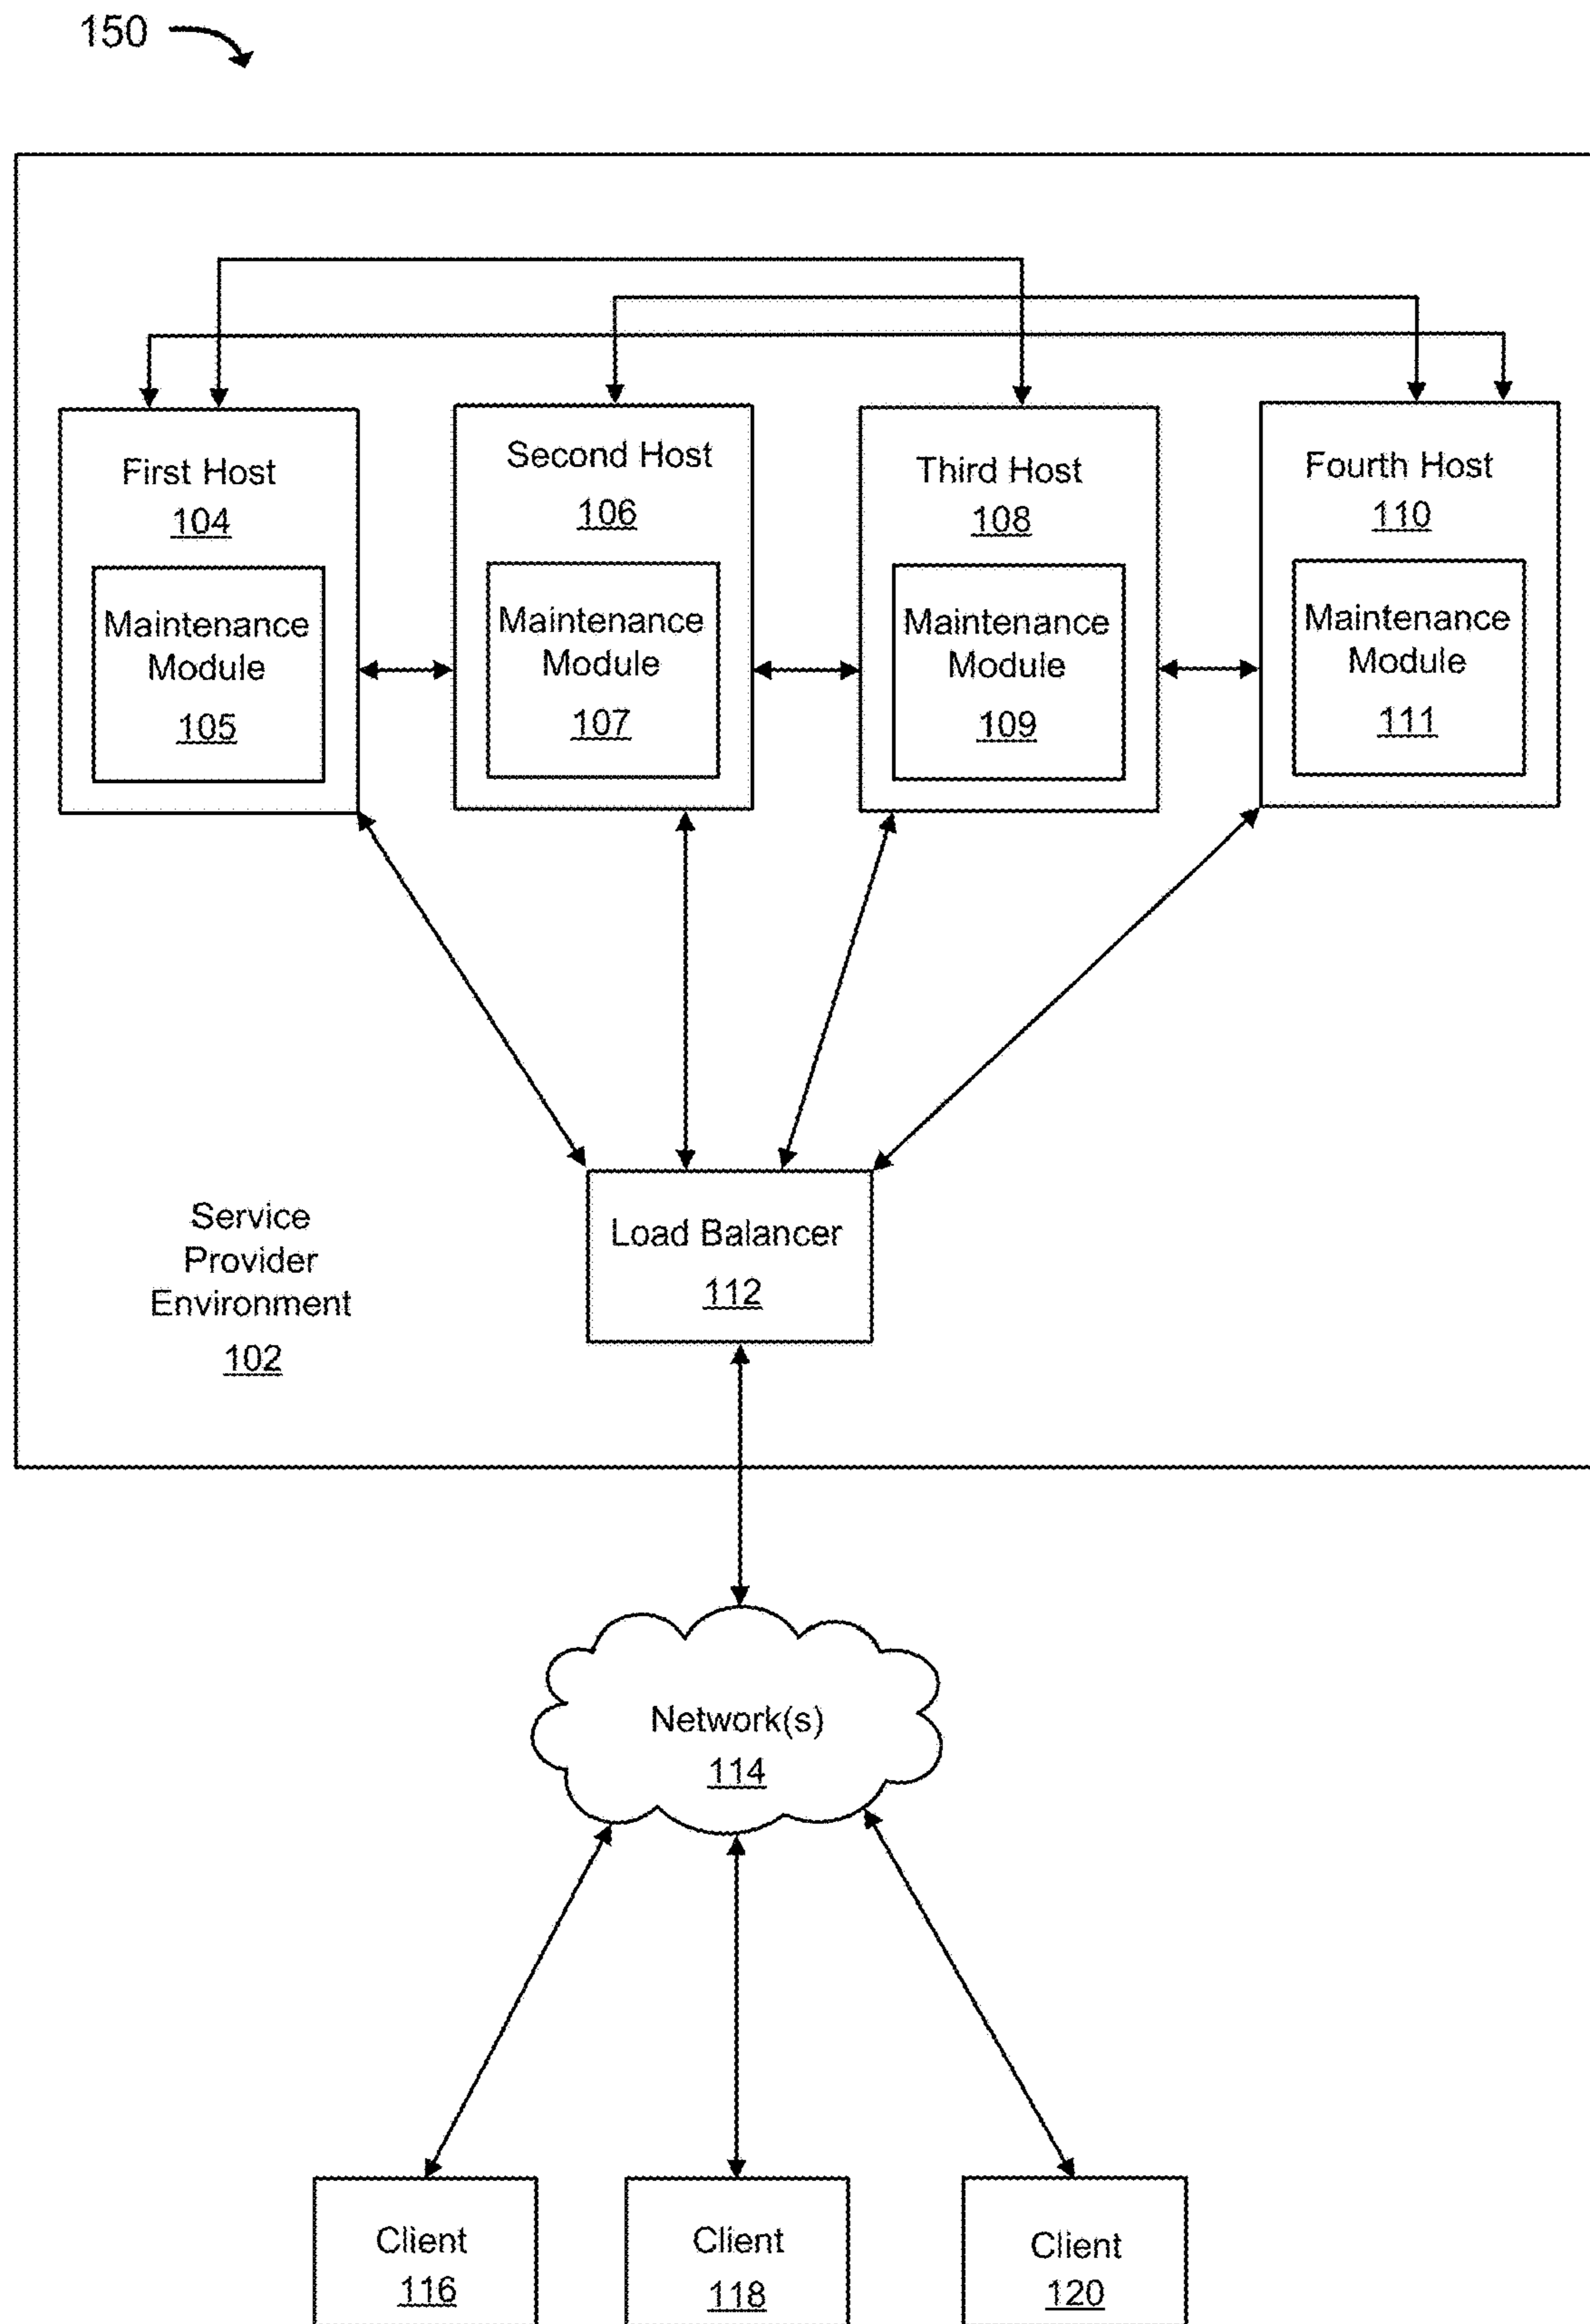 150
First Host
104
Maintenance
Module
105
Second Host
106
Maintenance
Module
107
Third Host
108
Maintenance
Module
109
Fourth Host
110
Maintenance
Module
111
Load Balancer
112
Service
Provider
Environment
102
Network(s)
114
Client
116
Client
118
Client
120